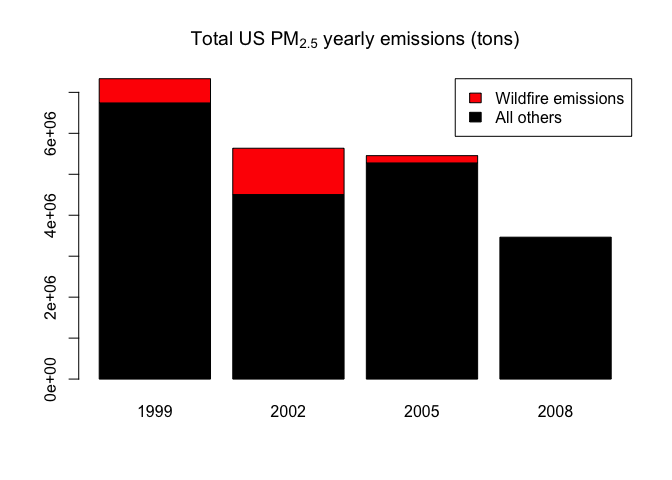 Total US PM2.5 yearly emissions (tons)
Wildfire emissions
All others
6e+06
4e+06
2e+06
0e+00
1999 2002 2005 2008